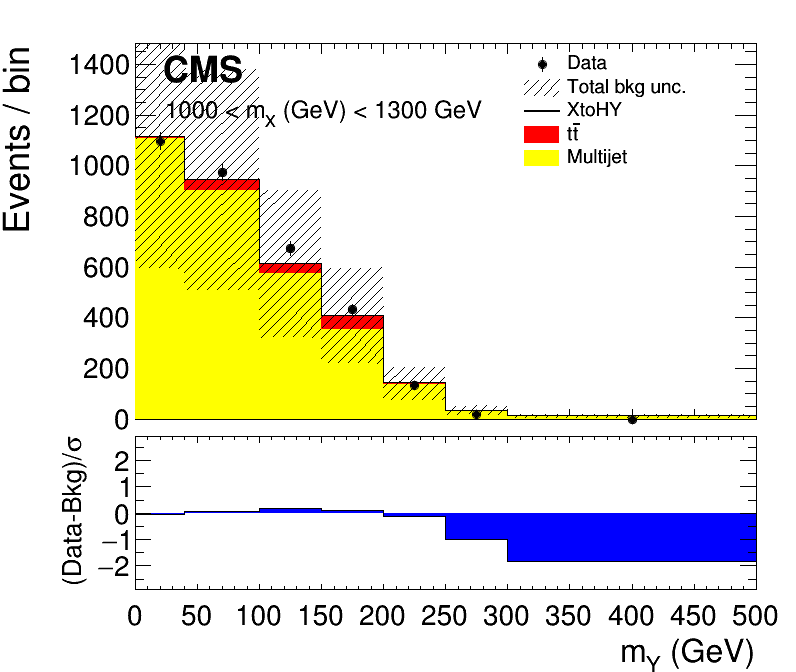 CMS
1000 < mX (GeV) < 1300 GeV
Data
Total bkg unc.
XtoHY
tt̄
Multijet
Events / bin
1400
1200
1000
800
600
400
200
0
(Data-Bkg)/σ
2
1
0
−1
−2
0 50 100 150 200 250 300 350 400 450 500
mY (GeV)